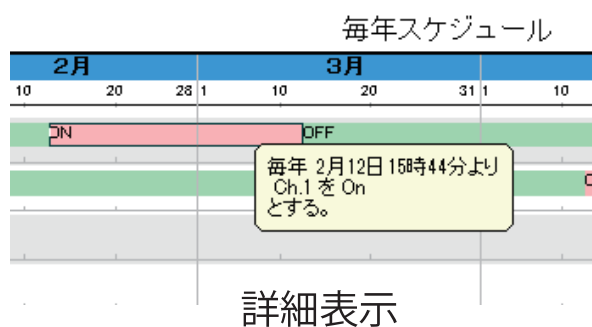 毎年スケジュール
2月 3月
10 20 28 1 10 20 31 1 10
ON OFF
毎年 2月12日 15時44分より
Ch.1 を On
とする。
詳細表示